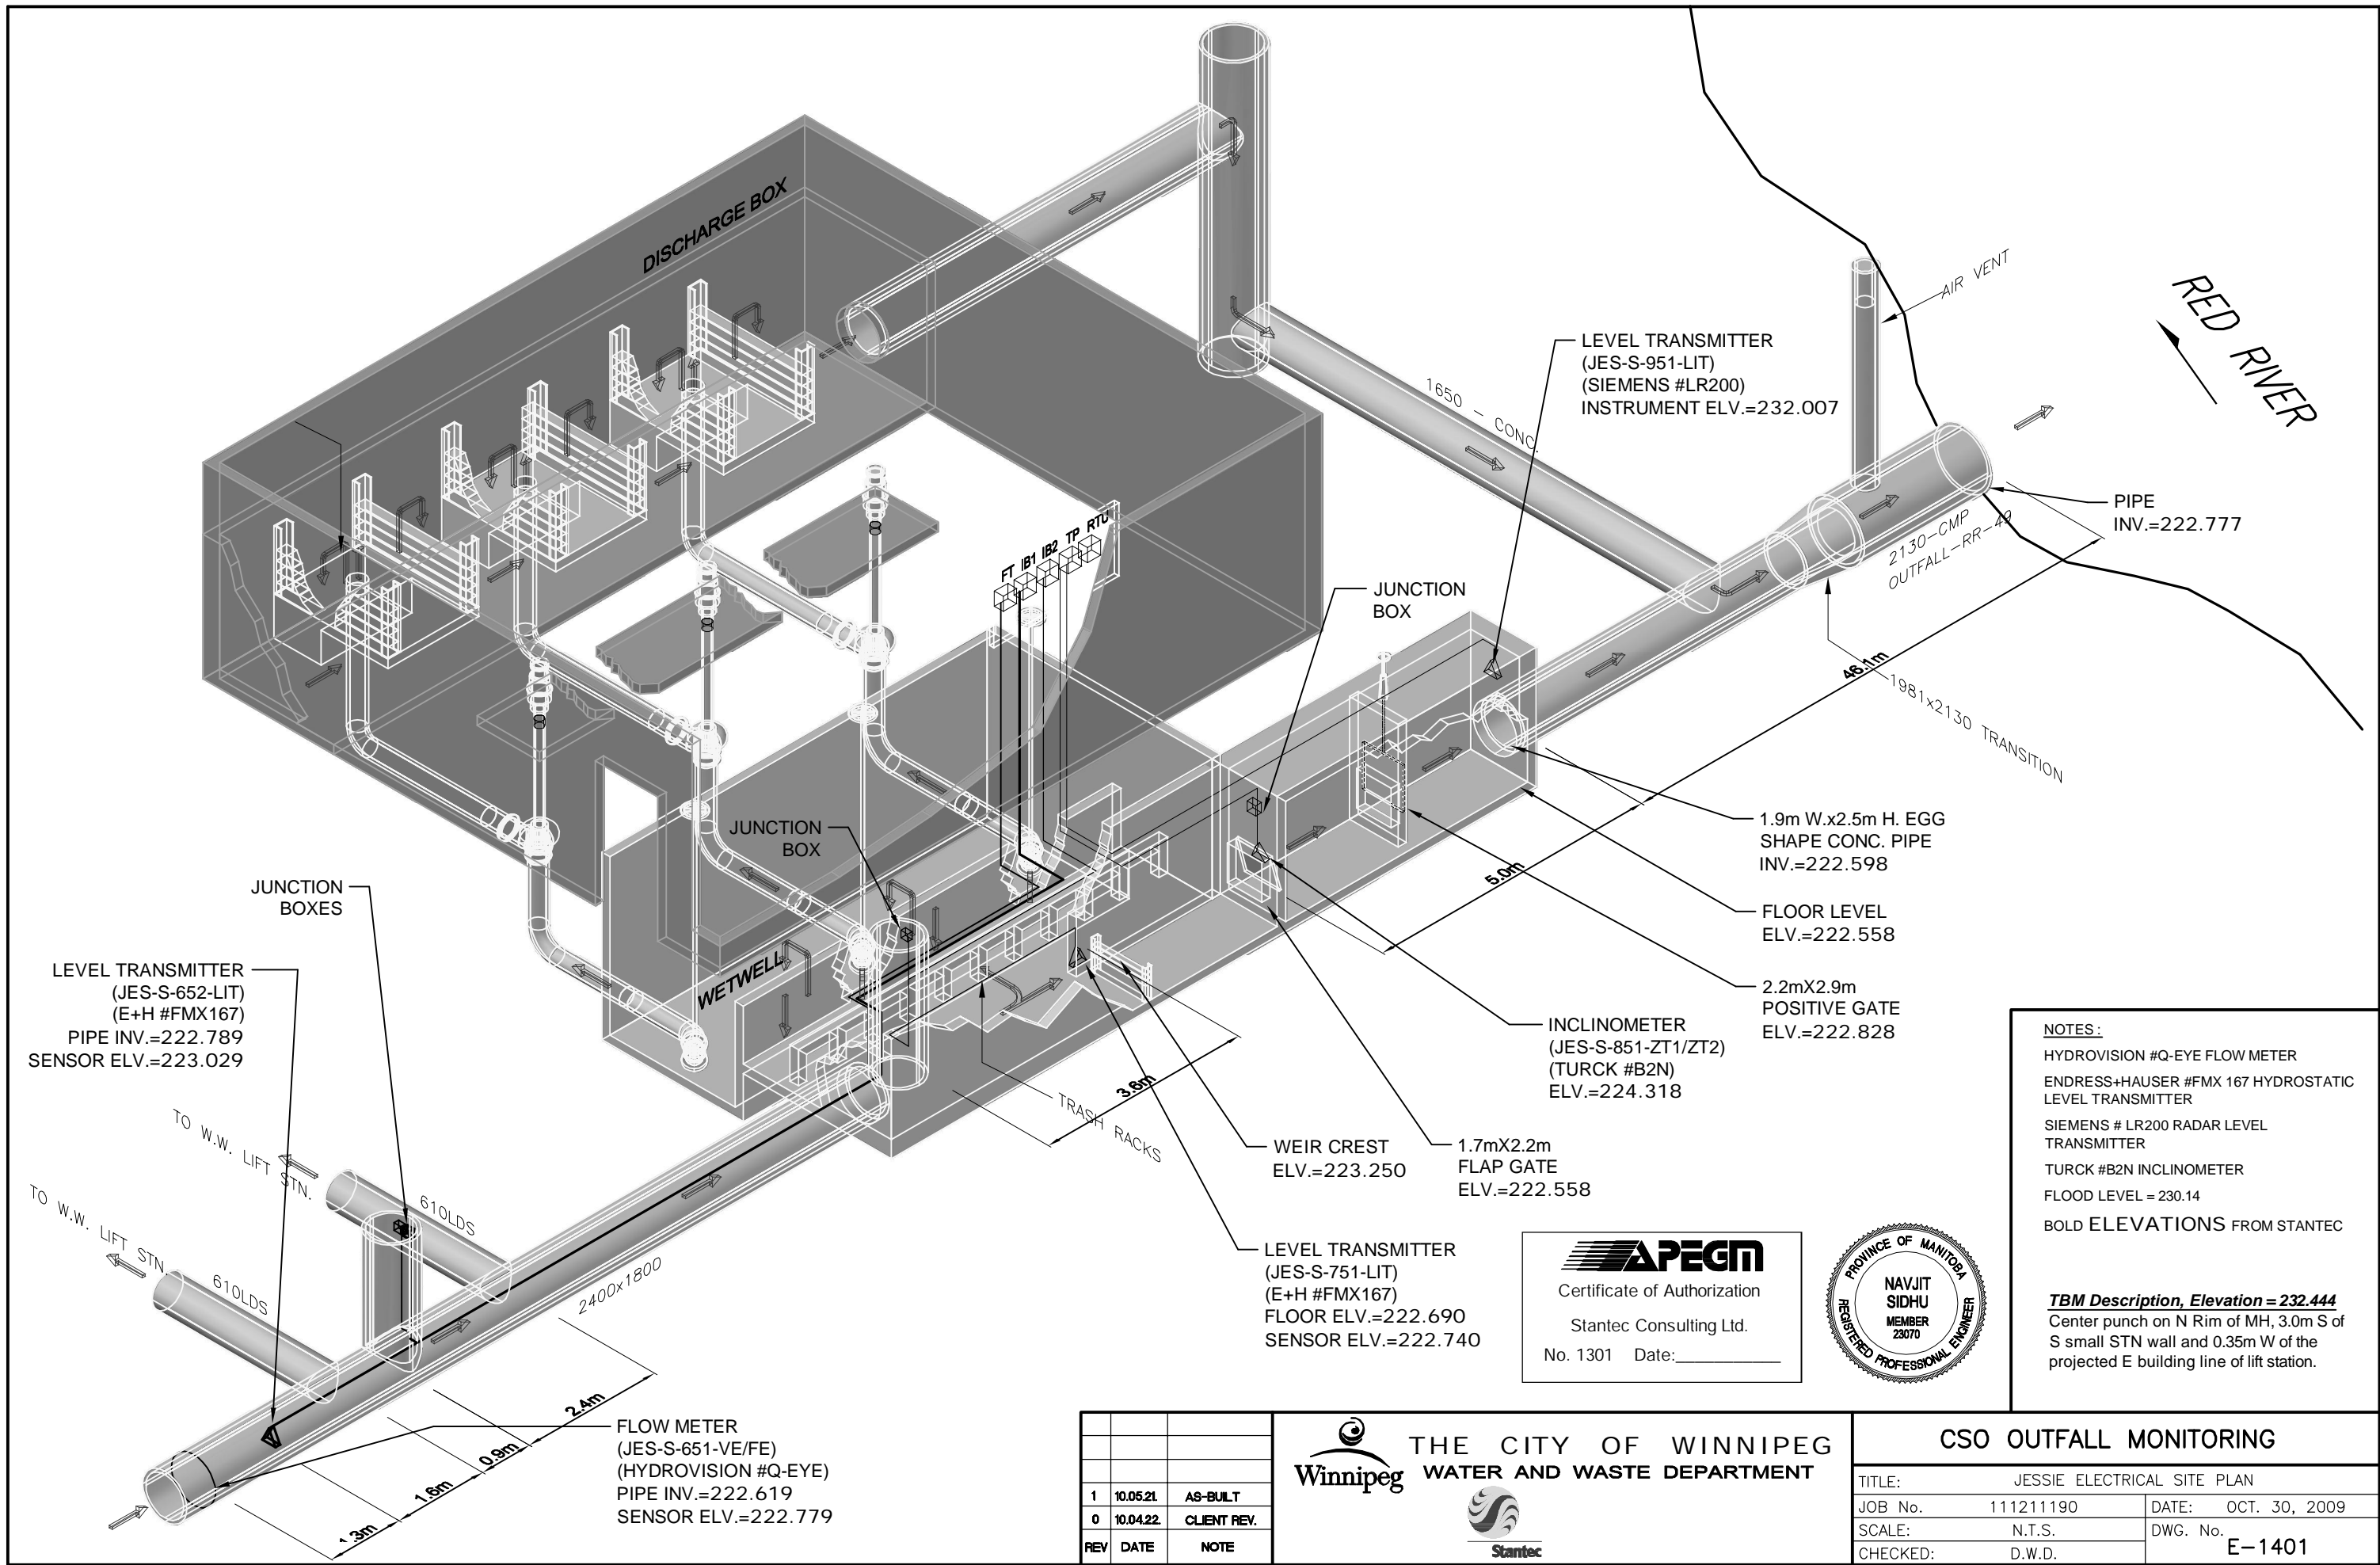 DISCHARGE BOX
AIR VENT
RED RIVER
LEVEL TRANSMITTER
(JES-S-951-LIT)
(SIEMENS #LR200)
INSTRUMENT ELV.=232.007
1650 - CONC.
PIPE
INV.=222.777
2130-CMP
OUTFALL-RR-49
FT IB1 IB2 TP RTU
JUNCTION
BOX
46.1m
1981x2130 TRANSITION
1.9m W.x2.5m H. EGG
SHAPE CONC. PIPE
INV.=222.598
JUNCTION
BOX
5.0m
JUNCTION
BOXES
FLOOR LEVEL
ELV.=222.558
LEVEL TRANSMITTER
(JES-S-652-LIT)
(E+H #FMX167)
PIPE INV.=222.789
SENSOR ELV.=223.029
WETWELL
2.2mX2.9m
POSITIVE GATE
ELV.=222.828
INCLINOMETER
(JES-S-851-ZT1/ZT2)
(TURCK #B2N)
ELV.=224.318
3.6m
TRASH RACKS
WEIR CREST
ELV.=223.250
1.7mX2.2m
FLAP GATE
ELV.=222.558
TO W.W. LIFT STN.
TO W.W. LIFT STN.
610LDS
610LDS
2400x1800
LEVEL TRANSMITTER
(JES-S-751-LIT)
(E+H #FMX167)
FLOOR ELV.=222.690
SENSOR ELV.=222.740
2.4m
0.9m
1.6m
1.3m
FLOW METER
(JES-S-651-VE/FE)
(HYDROVISION #Q-EYE)
PIPE INV.=222.619
SENSOR ELV.=222.779
NOTES:
HYDROVISION #Q-EYE FLOW METER
ENDRESS+HAUSER #FMX 167 HYDROSTATIC
LEVEL TRANSMITTER
SIEMENS # LR200 RADAR LEVEL
TRANSMITTER
TURCK #B2N INCLINOMETER
FLOOD LEVEL = 230.14
BOLD ELEVATIONS FROM STANTEC
TBM Description, Elevation = 232.444
Center punch on N Rim of MH, 3.0m S of
S small STN wall and 0.35m W of the
projected E building line of lift station.
APEGM
Certificate of Authorization
Stantec Consulting Ltd.
No. 1301 Date:___________
PROVINCE OF MANITOBA
NAVJIT
SIDHU
MEMBER
23070
REGISTERED PROFESSIONAL ENGINEER
1 10.05.21. AS-BUILT
0 10.04.22. CLIENT REV.
REV DATE NOTE
Winnipeg
THE CITY OF WINNIPEG
WATER AND WASTE DEPARTMENT
Stantec
CSO OUTFALL MONITORING
TITLE: JESSIE ELECTRICAL SITE PLAN
JOB No. 111211190 DATE: OCT. 30, 2009
SCALE: N.T.S. DWG. No. E-1401
CHECKED: D.W.D.